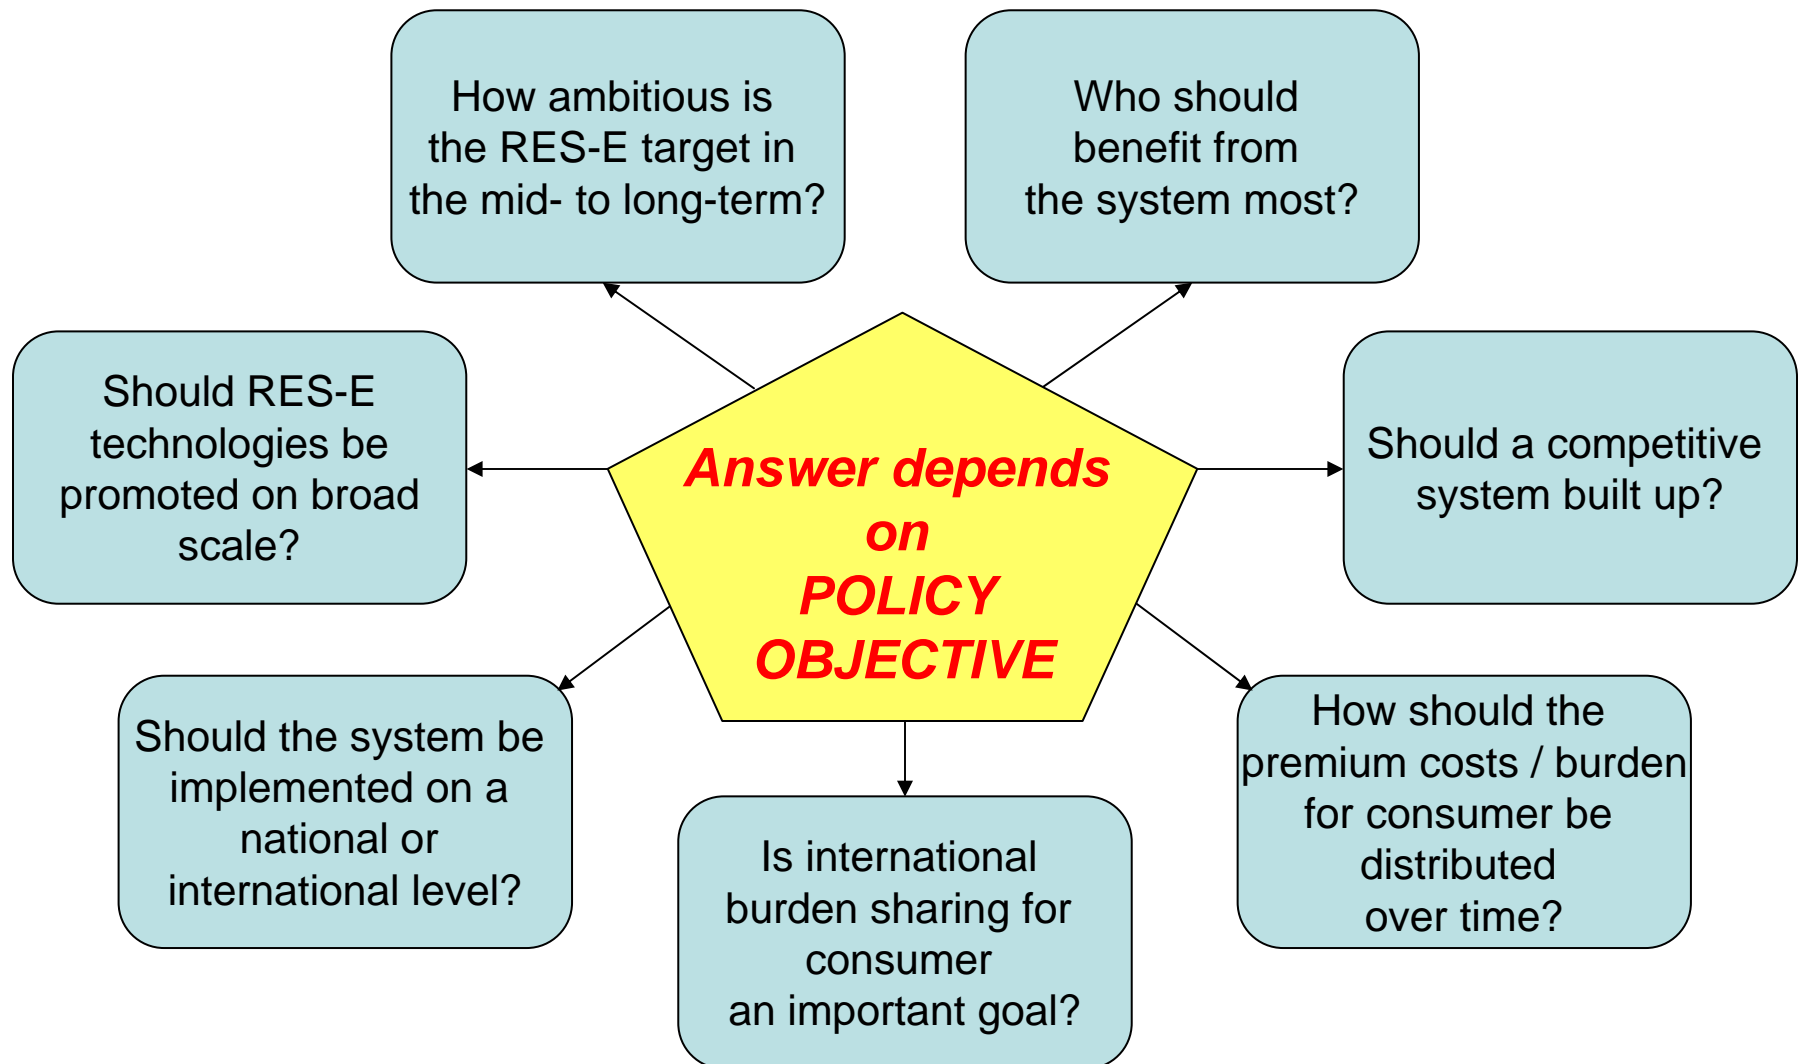 How ambitious is
the RES-E target in
the mid- to long-term?
Who should
benefit from
the system most?
Should RES-E
technologies be
promoted on broad
scale?
Answer depends
on
POLICY
OBJECTIVE
Should a competitive
system built up?
Should the system be
implemented on a
national or
international level?
Is international
burden sharing for
consumer
an important goal?
How should the
premium costs / burden
for consumer be
distributed
over time?